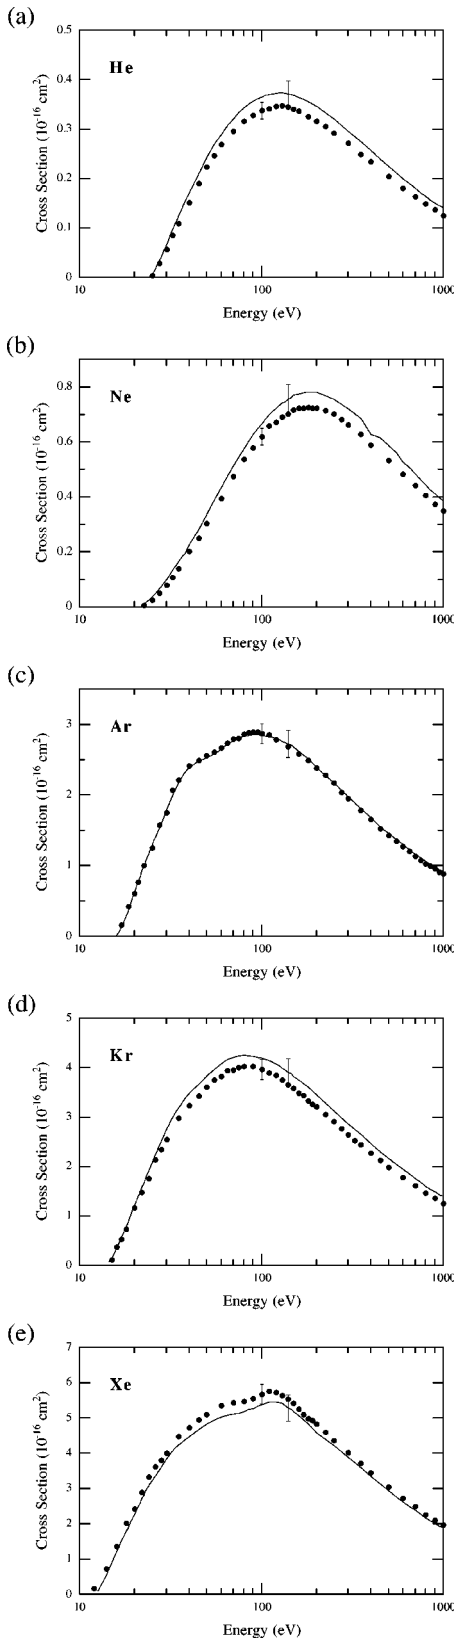 (a)
He
Cross Section (10⁻¹⁶ cm²)
0.5
0.4
0.3
0.2
0.1
0
10
100
1000
Energy (eV)
(b)
Ne
Cross Section (10⁻¹⁶ cm²)
0.8
0.6
0.4
0.2
0
10
100
1000
Energy (eV)
(c)
Ar
Cross Section (10⁻¹⁶ cm²)
3
2
1
0
10
100
1000
Energy (eV)
(d)
Kr
Cross Section (10⁻¹⁶ cm²)
5
4
3
2
1
0
10
100
1000
Energy (eV)
(e)
Xe
Cross Section (10⁻¹⁶ cm²)
7
6
5
4
3
2
1
0
10
100
1000
Energy (eV)